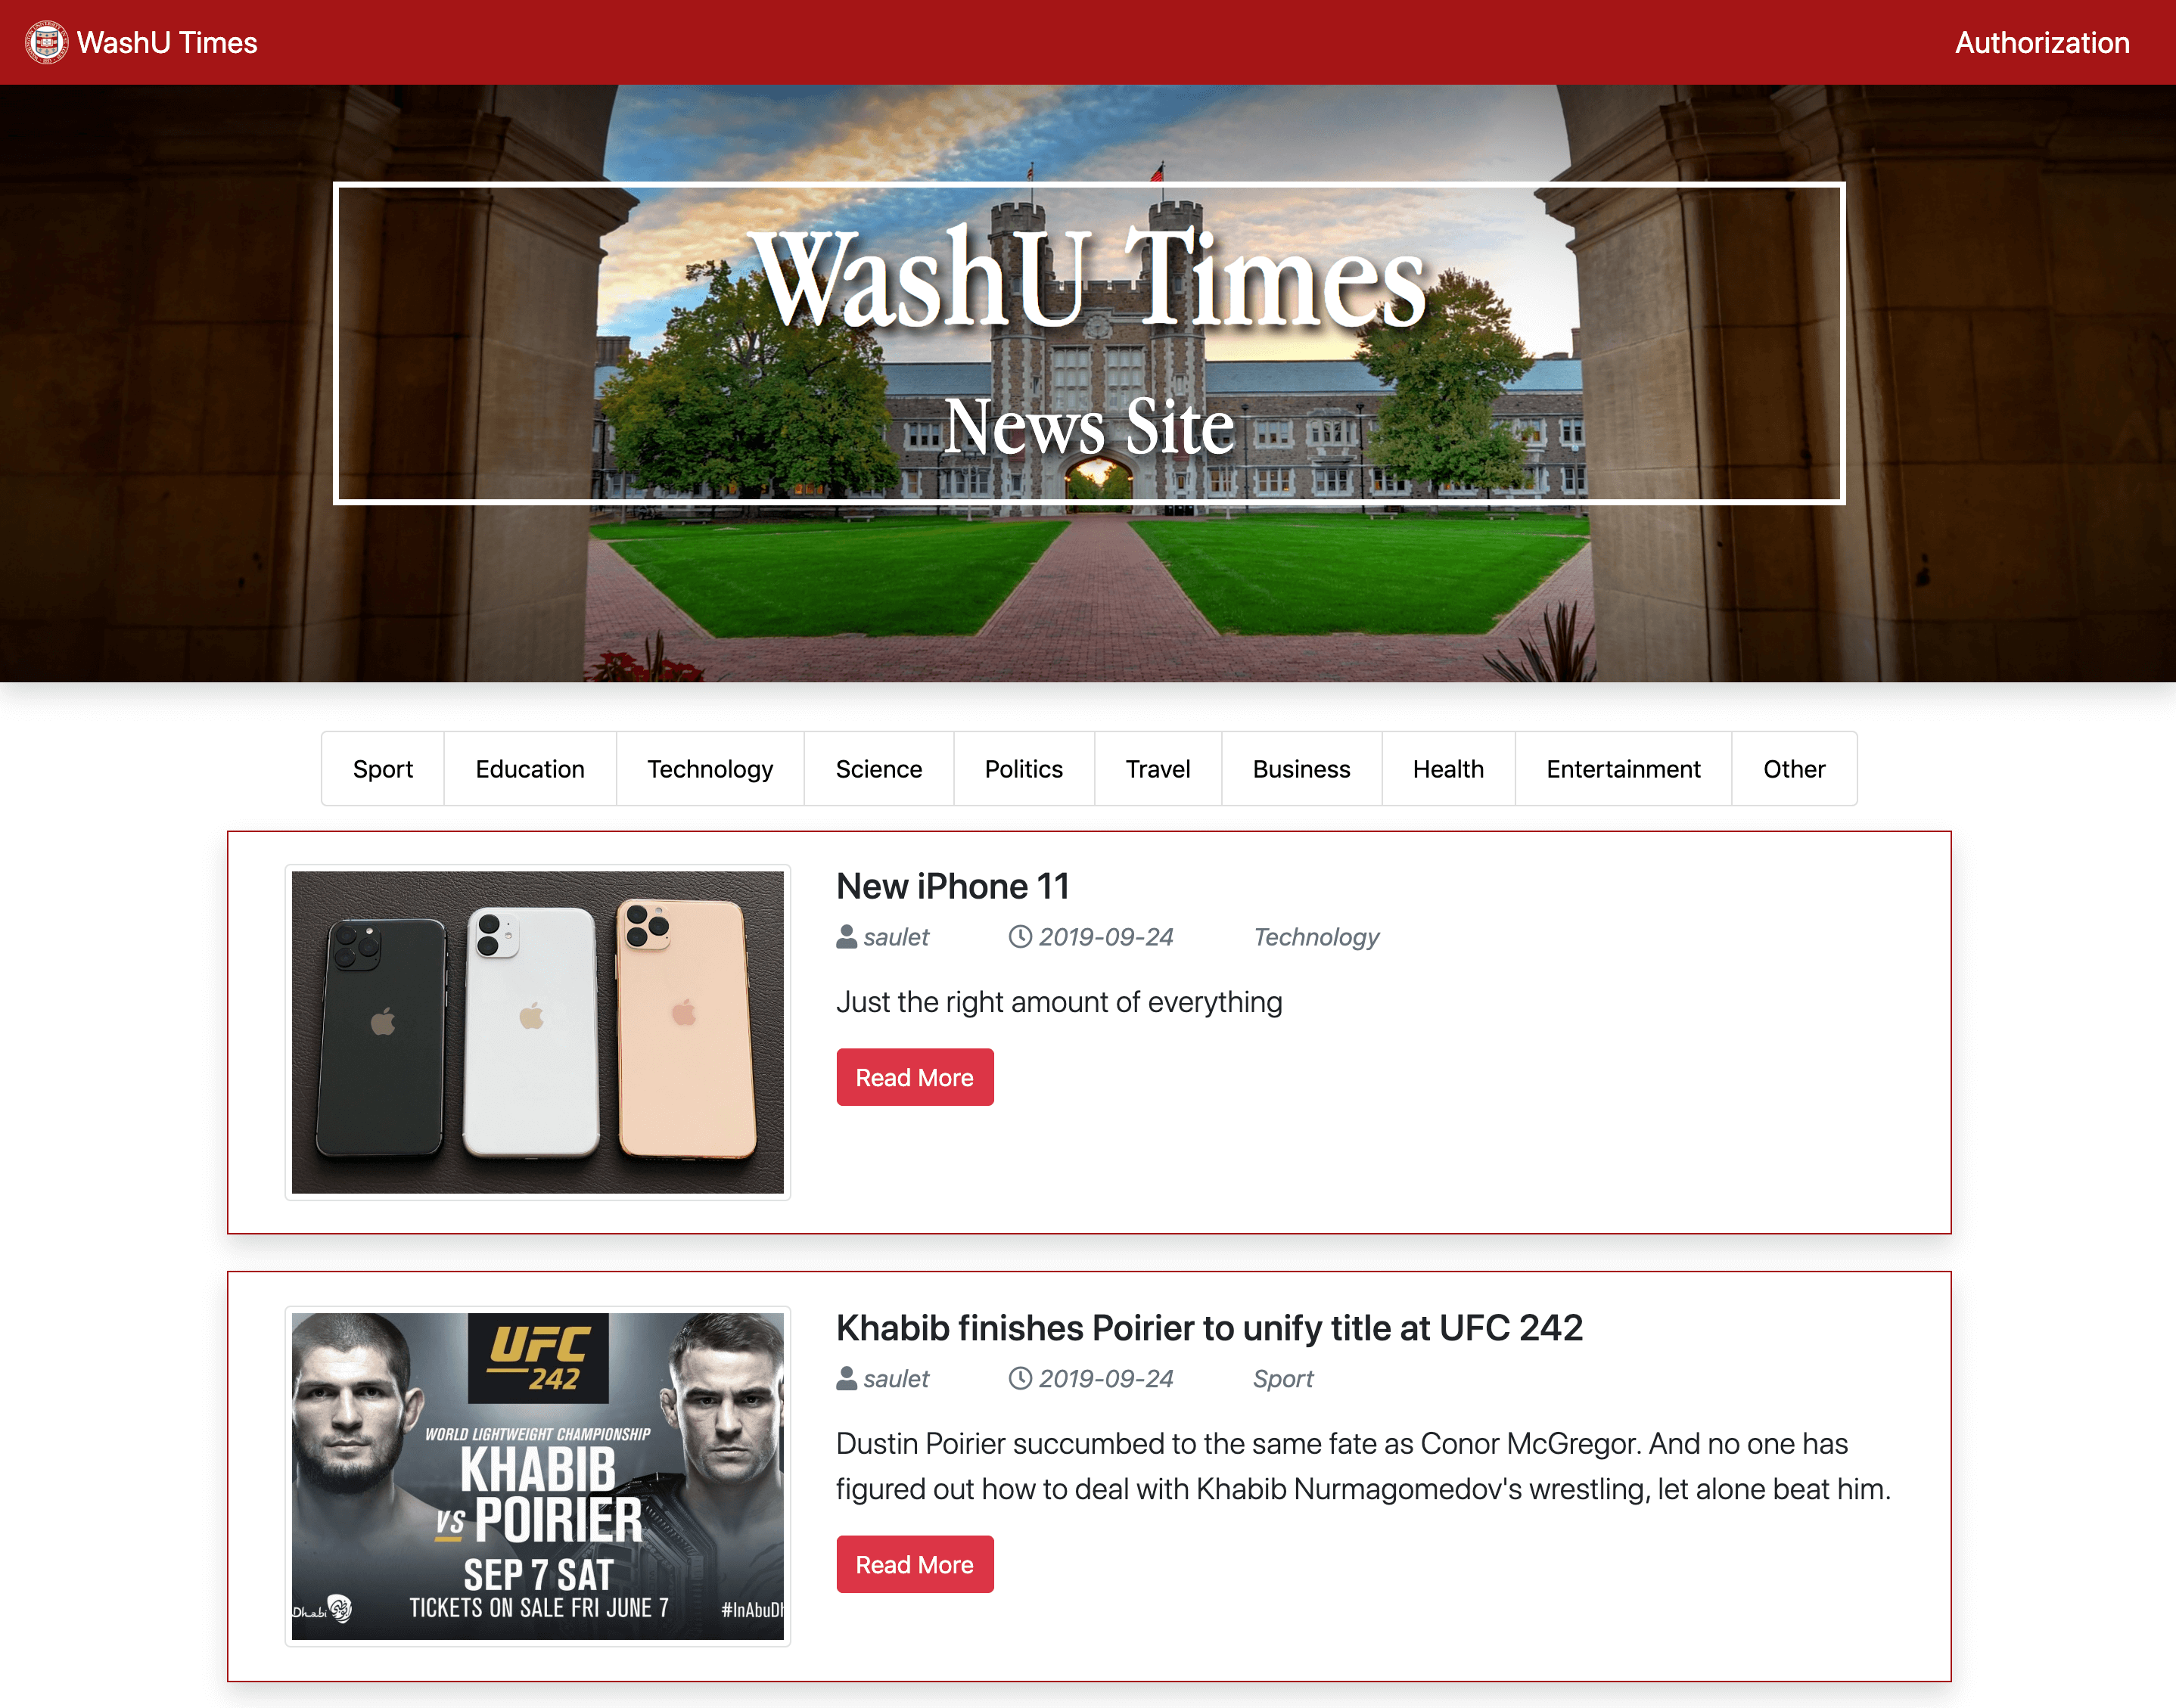 WashU Times
Authorization
WashU Times
News Site
Sport
Education
Technology
Science
Politics
Travel
Business
Health
Entertainment
Other
New iPhone 11
saulet
2019-09-24
Technology
Just the right amount of everything
Read More
UFC
242
WORLD LIGHTWEIGHT CHAMPIONSHIP
KHABIB
VS POIRIER
SEP 7 SAT
TICKETS ON SALE FRI JUNE 7
Dhabi
#InAbuDh
Khabib finishes Poirier to unify title at UFC 242
saulet
2019-09-24
Sport
Dustin Poirier succumbed to the same fate as Conor McGregor. And no one has
figured out how to deal with Khabib Nurmagomedov's wrestling, let alone beat him.
Read More